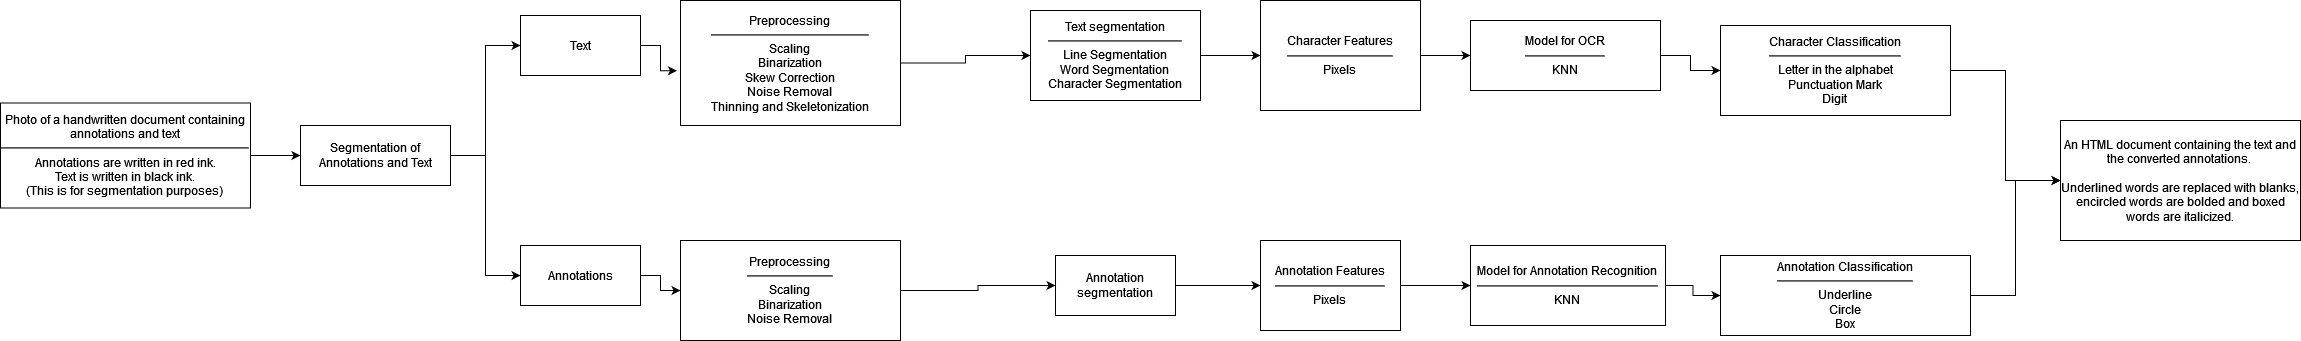 Photo of a handwritten document containing
annotations and text
Annotations are written in red ink.
Text is written in black ink.
(This is for segmentation purposes)
Segmentation of
Annotations and Text
Text
Preprocessing
Scaling
Binarization
Skew Correction
Noise Removal
Thinning and Skeletonization
Text segmentation
Line Segmentation
Word Segmentation
Character Segmentation
Character Features
Pixels
Model for OCR
KNN
Character Classification
Letter in the alphabet
Punctuation Mark
Digit
Annotations
Preprocessing
Scaling
Binarization
Noise Removal
Annotation
segmentation
Annotation Features
Pixels
Model for Annotation Recognition
KNN
Annotation Classification
Underline
Circle
Box
An HTML document containing the text and
the converted annotations.
Underlined words are replaced with blanks,
encircled words are bolded and boxed
words are italicized.